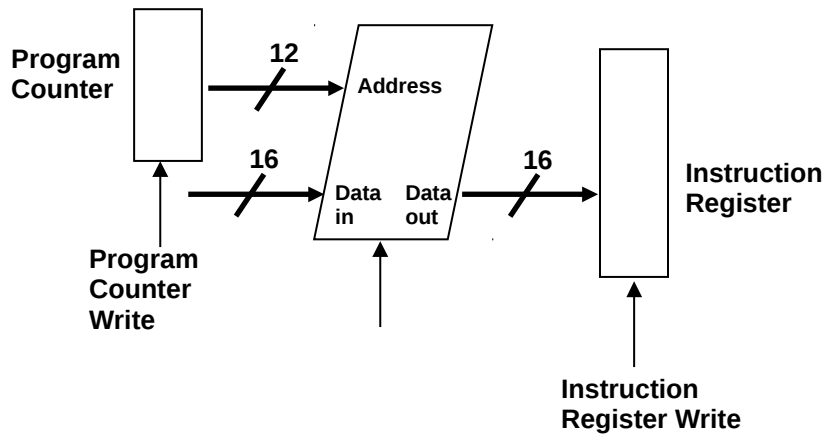 12
Program
Counter
Address
16
16
Data
in
Data
out
Instruction
Register
Program
Counter
Write
Instruction
Register Write